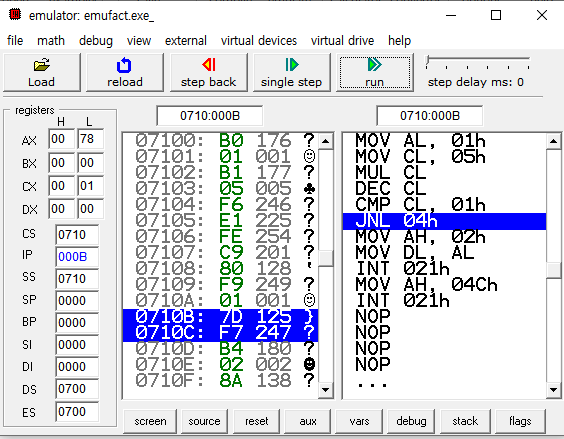 emulator: emufact.exe_
file math debug view external virtual devices virtual drive help
Load reload step back single step run step delay ms: 0
registers
H L
AX 00 78
BX 00 00
CX 00 01
DX 00 00
CS 0710
IP 000B
SS 0710
SP 0000
BP 0000
SI 0000
DI 0000
DS 0700
ES 0700
0710:000B
07100: B0 176 ?
07101: 01 001 ☺
07102: B1 177 ?
07103: 05 005 ♣
07104: F6 246 ?
07105: E1 225 ?
07106: FE 254 ?
07107: C9 201 ?
07108: 80 128 '
07109: F9 249 ?
0710A: 01 001 ☺
0710B: 7D 125 }
0710C: F7 247 ?
0710D: B4 180 ?
0710E: 02 002 ☻
0710F: 8A 138 ?
0710:000B
MOV AL, 01h
MOV CL, 05h
MUL CL
DEC CL
CMP CL, 01h
JNL 04h
MOV AH, 02h
MOV DL, AL
INT 021h
MOV AH, 04Ch
INT 021h
NOP
NOP
NOP
NOP
...
screen source reset aux vars debug stack flags